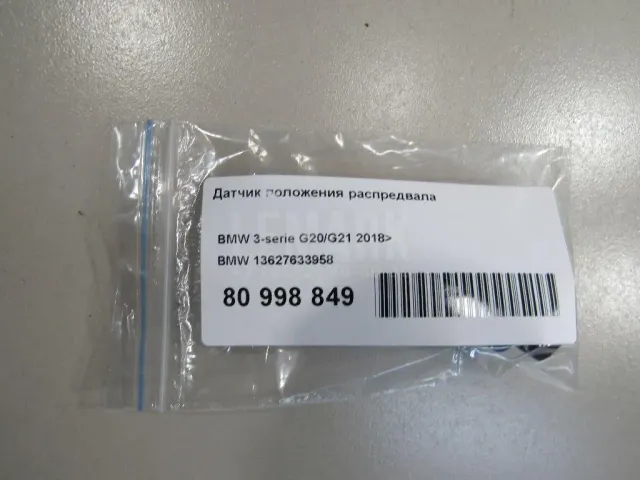 Датчик положения распредвала
BMW 3-serie G20/G21 2018>
BMW 13627633958
80 998 849